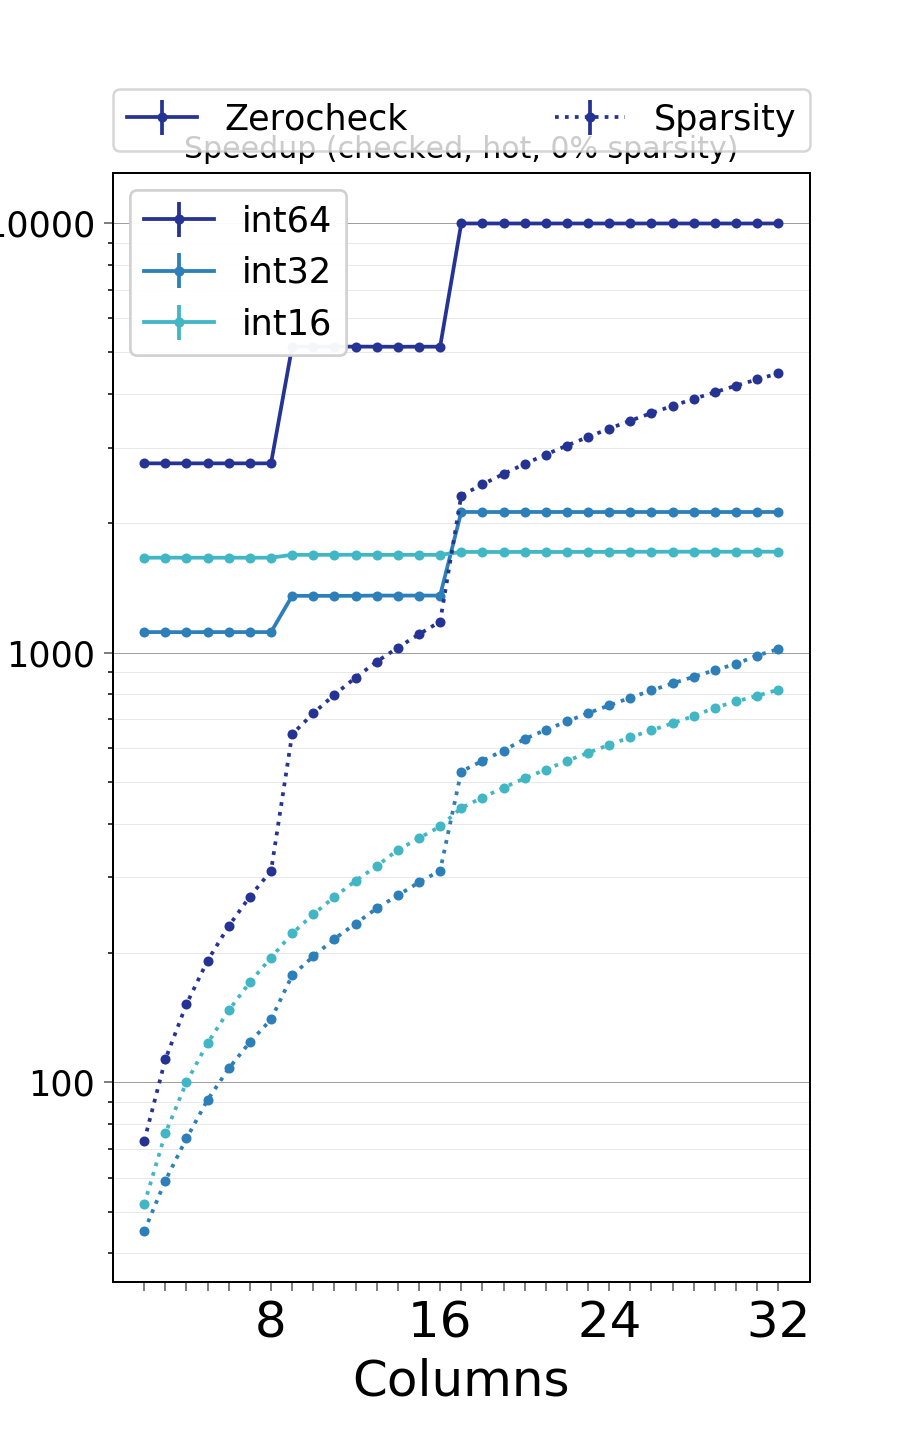 Zerocheck Sparsity
Speedup (checked, hot, 0% sparsity)
int64
int32
int16
10000
1000
100
8 16 24 32
Columns